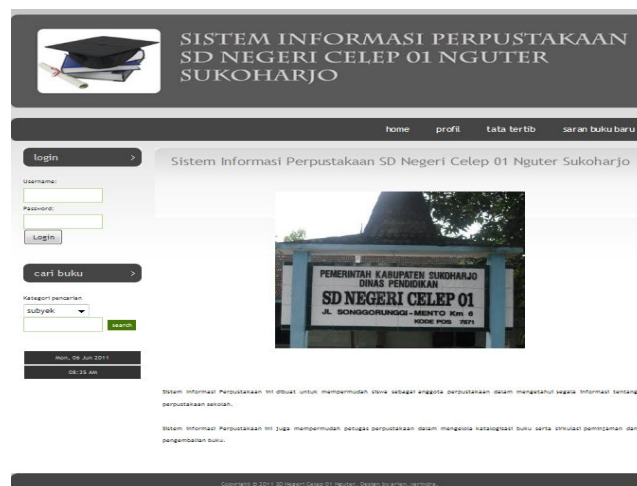 SISTEM INFORMASI PERPUSTAKAAN
SD NEGERI CELEP 01 NGUTER
SUKOHARJO
home profil tata tertib saran buku baru
login >
Username:
Password:
Login
cari buku >
Kategori pencarian
subyek
search
Mon, 06 Jun 2011
08:35 AM
Sistem Informasi Perpustakaan SD Negeri Celep 01 Nguter Sukoharjo
PEMERINTAH KABUPATEN SUKOHARJO
DINAS PENDIDIKAN
SD NEGERI CELEP 01
JL. SONGGORUNGGI - MENTO Km 6
KODE POS 7571
Sistem Informasi Perpustakaan ini dibuat untuk mempermudah siswa sebagai anggota perpustakaan dalam mengetahui segala informasi tentang
perpustakaan sekolah.
Sistem Informasi Perpustakaan ini juga mempermudah petugas perpustakaan dalam mengelola katalogisasi buku serta sirkulasi peminjaman dan
pengembalian buku.
Copyright © 2011 SD Negeri Celep 01 Nguter. Design by